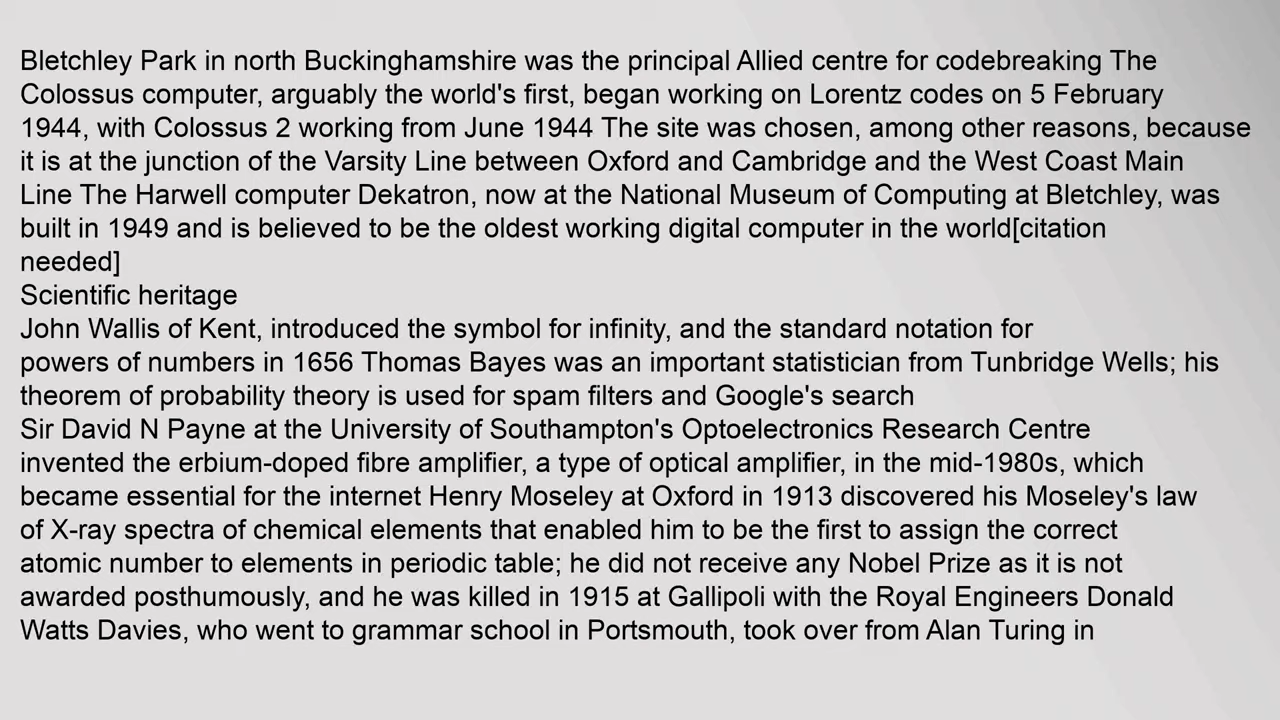 Bletchley Park in north Buckinghamshire was the principal Allied centre for codebreaking The
Colossus computer, arguably the world's first, began working on Lorentz codes on 5 February
1944, with Colossus 2 working from June 1944 The site was chosen, among other reasons, because
it is at the junction of the Varsity Line between Oxford and Cambridge and the West Coast Main
Line The Harwell computer Dekatron, now at the National Museum of Computing at Bletchley, was
built in 1949 and is believed to be the oldest working digital computer in the world[citation
needed]
Scientific heritage
John Wallis of Kent, introduced the symbol for infinity, and the standard notation for
powers of numbers in 1656 Thomas Bayes was an important statistician from Tunbridge Wells; his
theorem of probability theory is used for spam filters and Google's search
Sir David N Payne at the University of Southampton's Optoelectronics Research Centre
invented the erbium-doped fibre amplifier, a type of optical amplifier, in the mid-1980s, which
became essential for the internet Henry Moseley at Oxford in 1913 discovered his Moseley's law
of X-ray spectra of chemical elements that enabled him to be the first to assign the correct
atomic number to elements in periodic table; he did not receive any Nobel Prize as it is not
awarded posthumously, and he was killed in 1915 at Gallipoli with the Royal Engineers Donald
Watts Davies, who went to grammar school in Portsmouth, took over from Alan Turing in